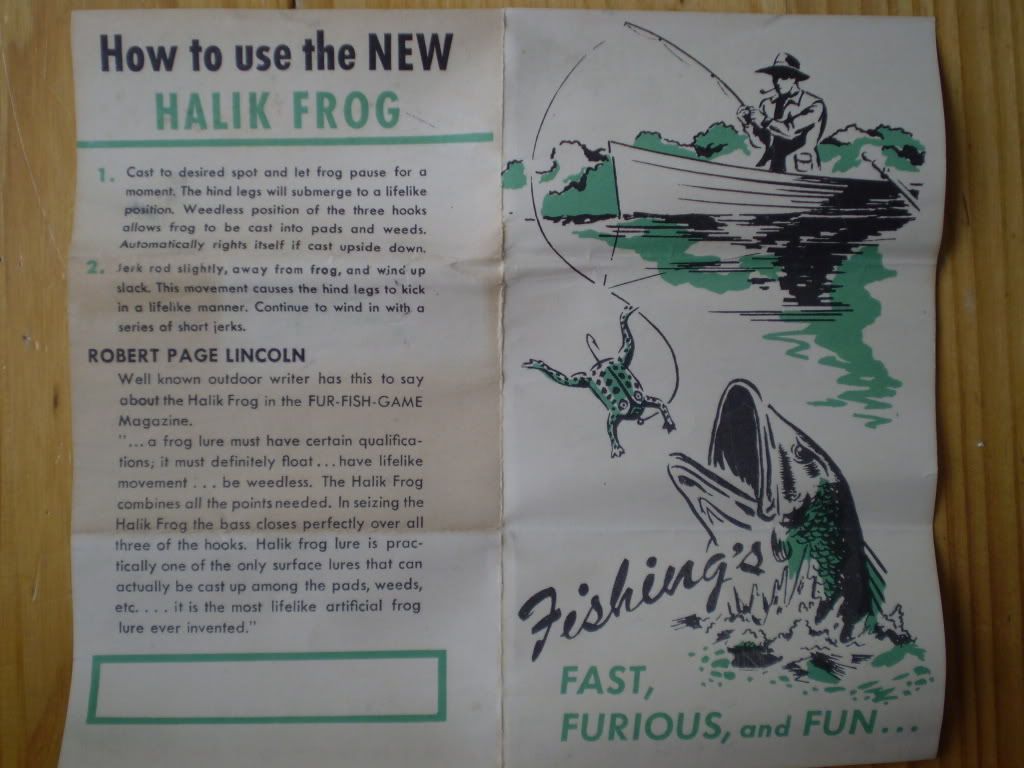 How to use the NEW
HALIK FROG
1. Cast to desired spot and let frog pause for a
moment. The hind legs will submerge to a lifelike
position. Weedless position of the three hooks
allows frog to be cast into pads and weeds.
Automatically rights itself if cast upside down.
2. Jerk rod slightly, away from frog, and wind up
slack. This movement causes the hind legs to kick
in a lifelike manner. Continue to wind in with a
series of short jerks.
ROBERT PAGE LINCOLN
Well known outdoor writer has this to say
about the Halik Frog in the FUR-FISH-GAME
Magazine.
"... a frog lure must have certain qualifica-
tions; it must definitely float ... have lifelike
movement ... be weedless. The Halik Frog
combines all the points needed. In seizing the
Halik Frog the bass closes perfectly over all
three of the hooks. Halik frog lure is prac-
tically one of the only surface lures that can
actually be cast up among the pads, weeds,
etc. ... it is the most lifelike artificial frog
lure ever invented."
Fishing's
FAST,
FURIOUS, and FUN...